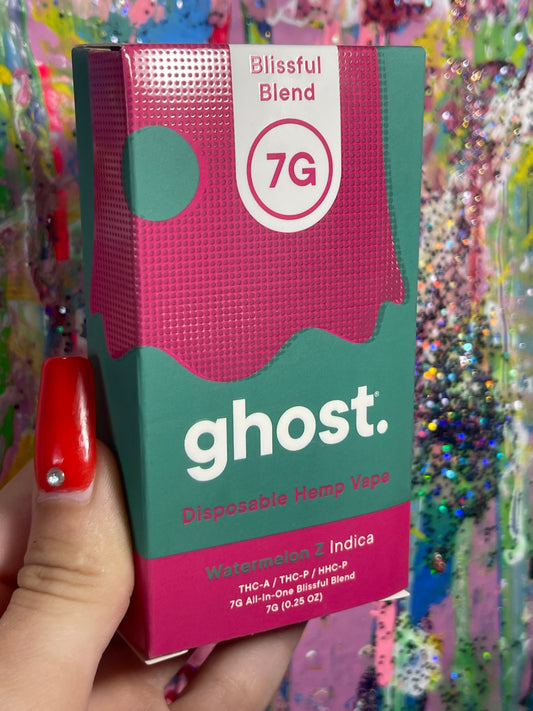 Blissful
Blend
7G
ghost.®
Disposable Hemp Vape
Watermelon Z Indica
THC-A / THC-P / HHC-P
7G All-In-One Blissful Blend
7G (0.25 OZ)